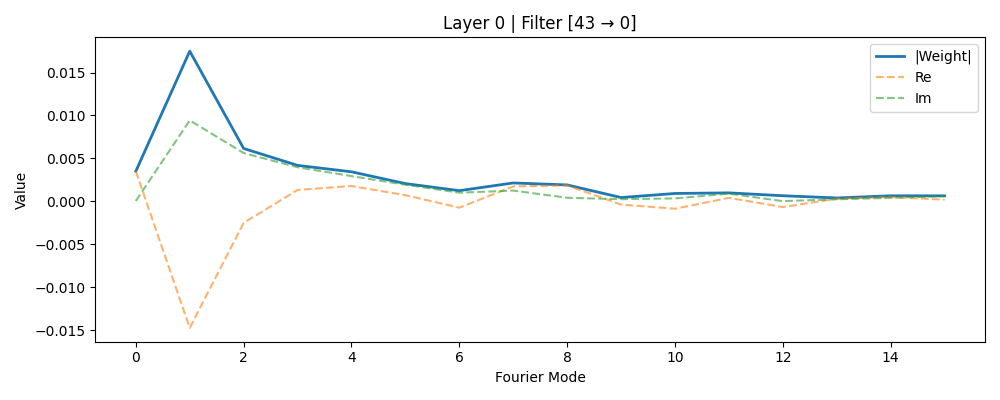 Layer 0 | Filter [43 → 0]
|Weight|
Re
Im
0.015
0.010
0.005
0.000
−0.005
−0.010
−0.015
Value
0 2 4 6 8 10 12 14
Fourier Mode